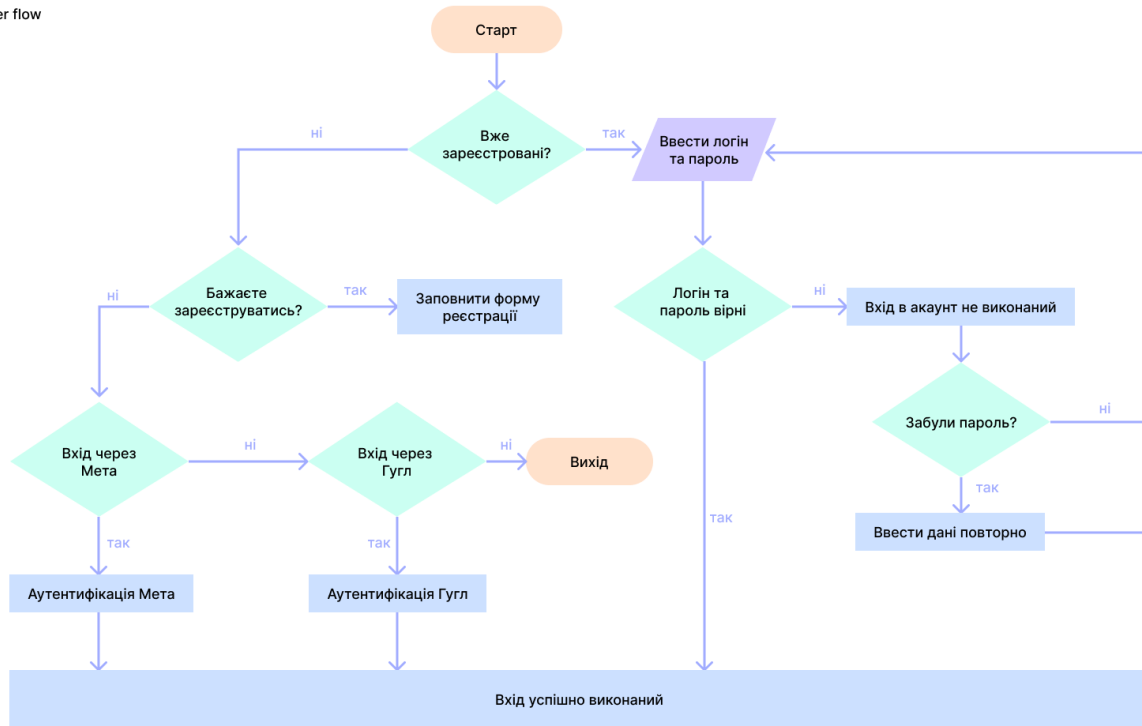 er flow
Старт
Вже
зареєстровані?
ні
так
Ввести логін
та пароль
Бажаєте
зареєструватись?
ні
так
Заповнити форму
реєстрації
Логін та
пароль вірні
ні
Вхід в акаунт не виконаний
Забули пароль?
ні
Вхід через
Мета
ні
Вхід через
Гугл
ні
Вихід
так
так
Ввести дані повторно
так
так
Аутентифікація Мета
Аутентифікація Гугл
Вхід успішно виконаний